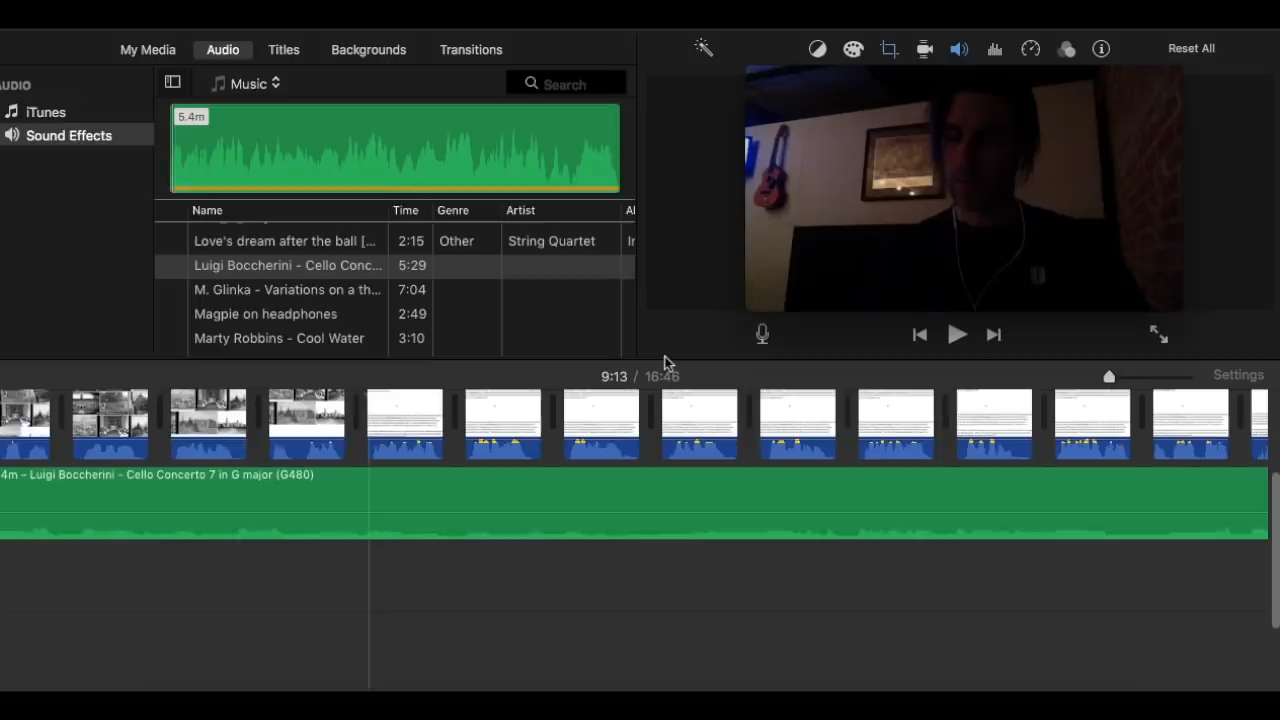 My Media Audio Titles Backgrounds Transitions Reset All
UDIO
Music Search
iTunes
5.4m
Sound Effects
Name Time Genre Artist Al
Love's dream after the ball [... 2:15 Other String Quartet Ir
Luigi Boccherini - Cello Conc... 5:29
M. Glinka - Variations on a th... 7:04
Magpie on headphones 2:49
Marty Robbins - Cool Water 3:10
9:13 / 16:46 Settings
4m – Luigi Boccherini - Cello Concerto 7 in G major (G480)